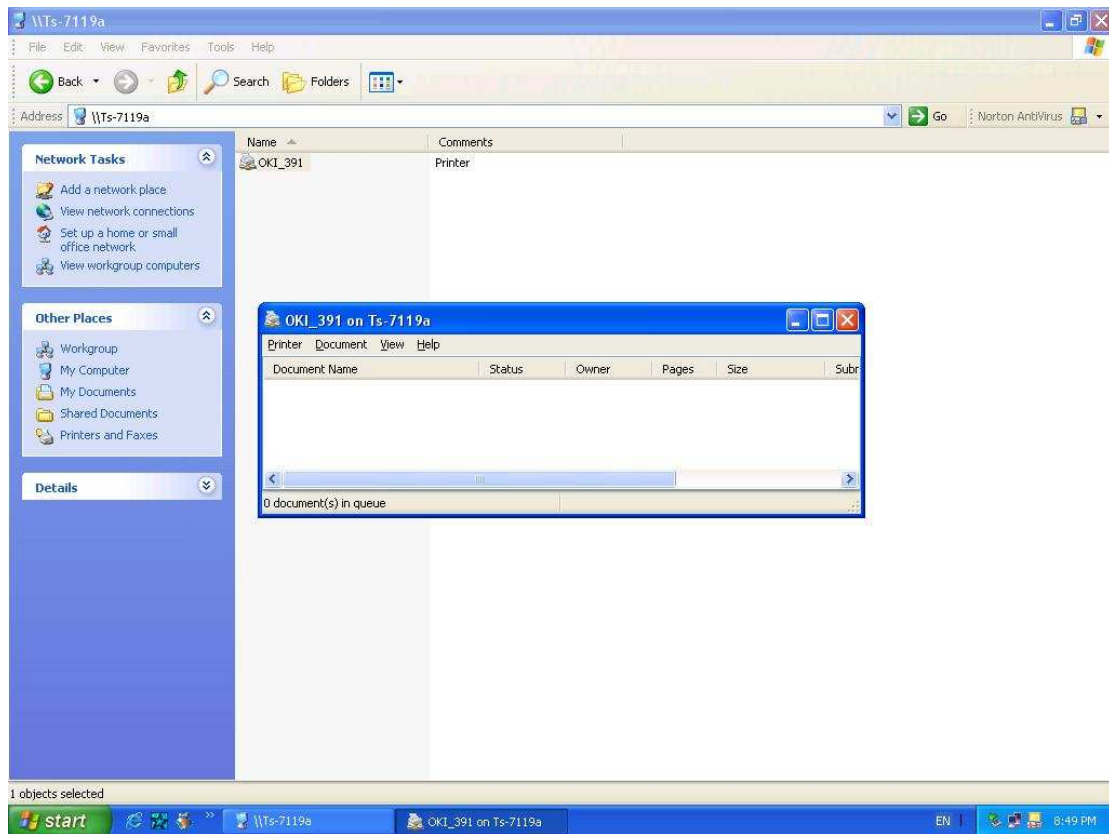 \\Ts-7119a
File Edit View Favorites Tools Help
Back Search Folders
Address \\Ts-7119a Go Norton AntiVirus
Name Comments
Network Tasks
OKI_391 Printer
Add a network place
View network connections
Set up a home or small
office network
View workgroup computers
Other Places
Workgroup
My Computer
My Documents
Shared Documents
Printers and Faxes
Details
OKI_391 on Ts-7119a
Printer Document View Help
Document Name Status Owner Pages Size Subr
0 document(s) in queue
1 objects selected
start \\Ts-7119a OKI_391 on Ts-7119a EN 8:49 PM